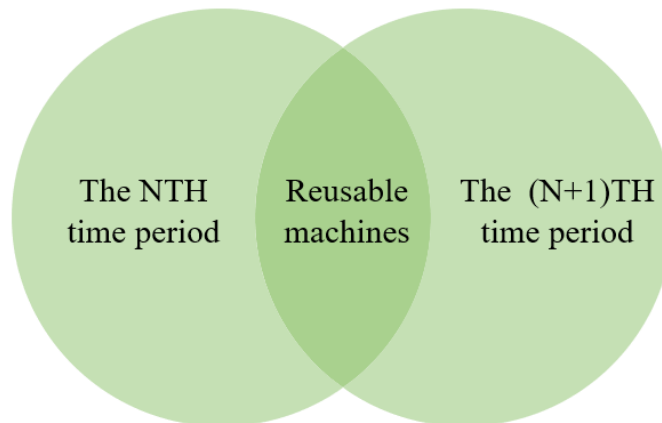 The NTH
time period
Reusable
machines
The (N+1)TH
time period